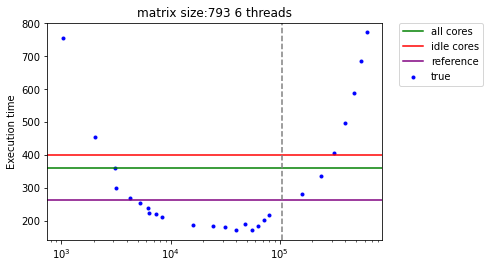 matrix size:793 6 threads
all cores
idle cores
reference
true
Execution time
800
700
600
500
400
300
200
10³
10⁴
10⁵